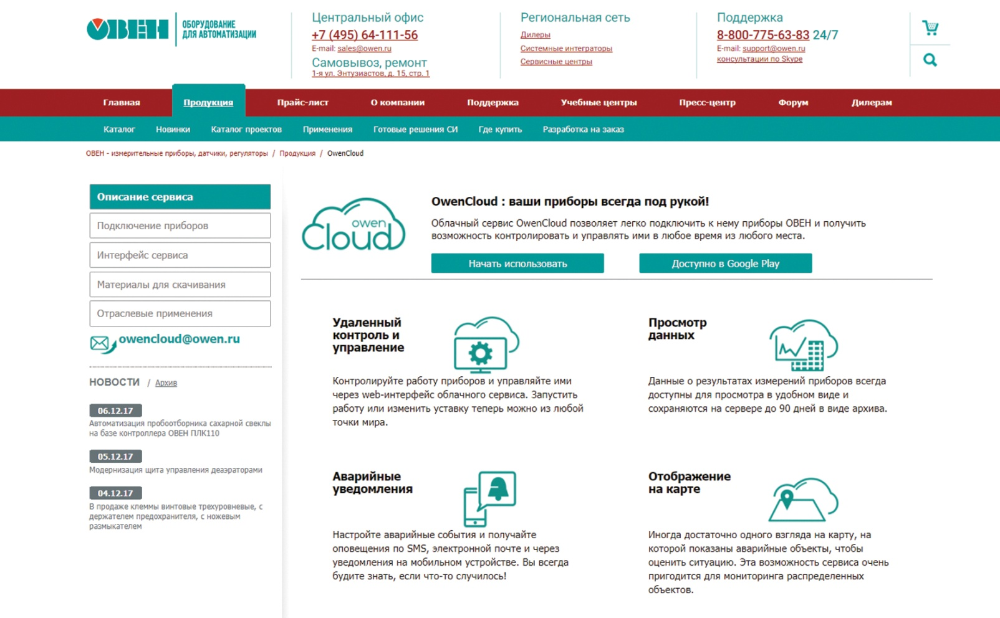 ОВЕН
ОБОРУДОВАНИЕ
ДЛЯ АВТОМАТИЗАЦИИ
Центральный офис
+7 (495) 64-111-56
E-mail: sales@owen.ru
Самовывоз, ремонт
1-я ул. Энтузиастов, д. 15, стр. 1
Региональная сеть
Дилеры
Системные интеграторы
Сервисные центры
Поддержка
8-800-775-63-83 24/7
E-mail: support@owen.ru
консультации по Skype
Главная Продукция Прайс-лист О компании Поддержка Учебные центры Пресс-центр Форум Дилерам
Каталог Новинки Каталог проектов Применения Готовые решения СИ Где купить Разработка на заказ
ОВЕН - измерительные приборы, датчики, регуляторы / Продукция / OwenCloud
Описание сервиса
Подключение приборов
Интерфейс сервиса
Материалы для скачивания
Отраслевые применения
owencloud@owen.ru
НОВОСТИ / Архив
06.12.17
Автоматизация пробоотборника сахарной свеклы
на базе контроллера ОВЕН ПЛК110
05.12.17
Модернизация щита управления деаэраторами
04.12.17
В продаже клеммы винтовые трехуровневые, с
держателем предохранителя, с ножевым
размыкателем
owen
Cloud
OwenCloud : ваши приборы всегда под рукой!
Облачный сервис OwenCloud позволяет легко подключить к нему приборы ОВЕН и получить
возможность контролировать и управлять ими в любое время из любого места.
Начать использовать
Доступно в Google Play
Удаленный
контроль и
управление
Контролируйте работу приборов и управляйте ими
через web-интерфейс облачного сервиса. Запустить
работу или изменить уставку теперь можно из любой
точки мира.
Просмотр
данных
Данные о результатах измерений приборов всегда
доступны для просмотра в удобном виде и
сохраняются на сервере до 90 дней в виде архива.
Аварийные
уведомления
Настройте аварийные события и получайте
оповещения по SMS, электронной почте и через
уведомления на мобильном устройстве. Вы всегда
будите знать, если что-то случилось!
Отображение
на карте
Иногда достаточно одного взгляда на карту, на
которой показаны аварийные объекты, чтобы
оценить ситуацию. Эта возможность сервиса очень
пригодится для мониторинга распределенных
объектов.